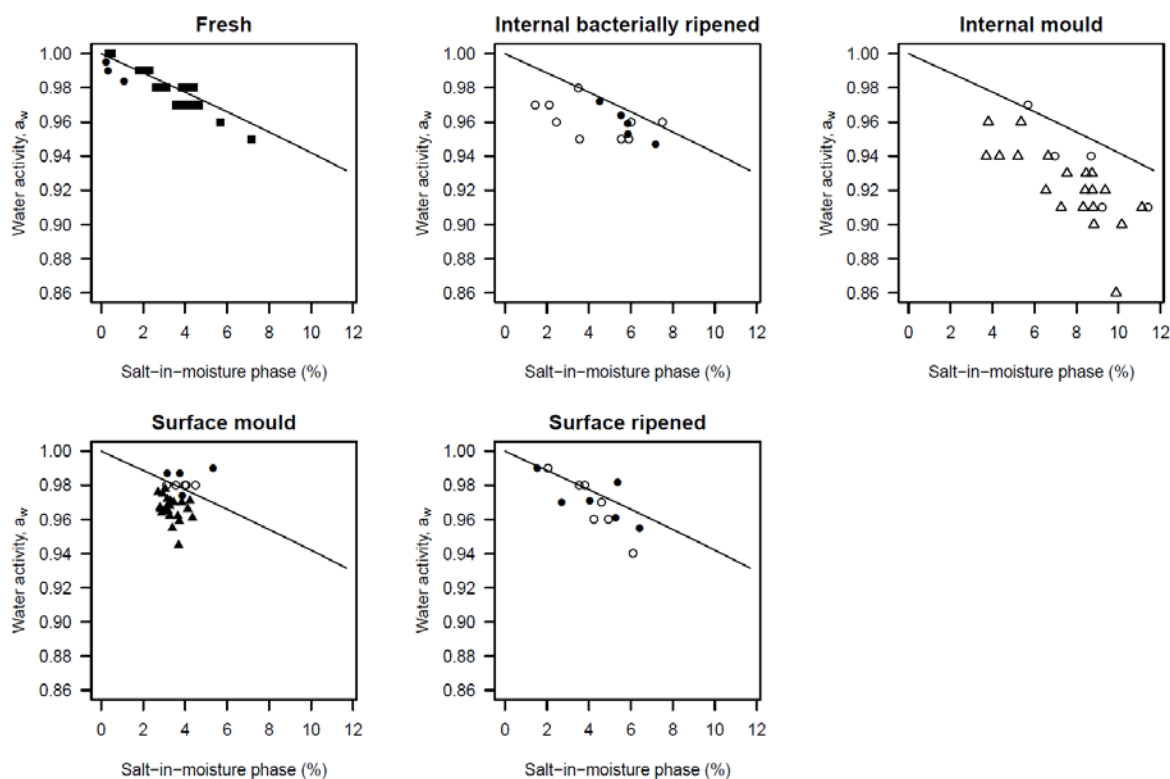 Fresh
1.00
0.98
0.96
0.94
0.92
0.90
0.88
0.86
Water activity, aw
0 2 4 6 8 10 12
Salt−in−moisture phase (%)
Internal bacterially ripened
1.00
0.98
0.96
0.94
0.92
0.90
0.88
0.86
Water activity, aw
0 2 4 6 8 10 12
Salt−in−moisture phase (%)
Internal mould
1.00
0.98
0.96
0.94
0.92
0.90
0.88
0.86
Water activity, aw
0 2 4 6 8 10 12
Salt−in−moisture phase (%)
Surface mould
1.00
0.98
0.96
0.94
0.92
0.90
0.88
0.86
Water activity, aw
0 2 4 6 8 10 12
Salt−in−moisture phase (%)
Surface ripened
1.00
0.98
0.96
0.94
0.92
0.90
0.88
0.86
Water activity, aw
0 2 4 6 8 10 12
Salt−in−moisture phase (%)